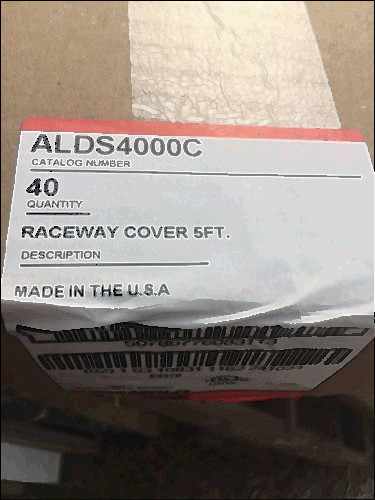 ALDS4000C
CATALOG NUMBER
40
QUANTITY
RACEWAY COVER 5FT.
DESCRIPTION
MADE IN THE U.S.A